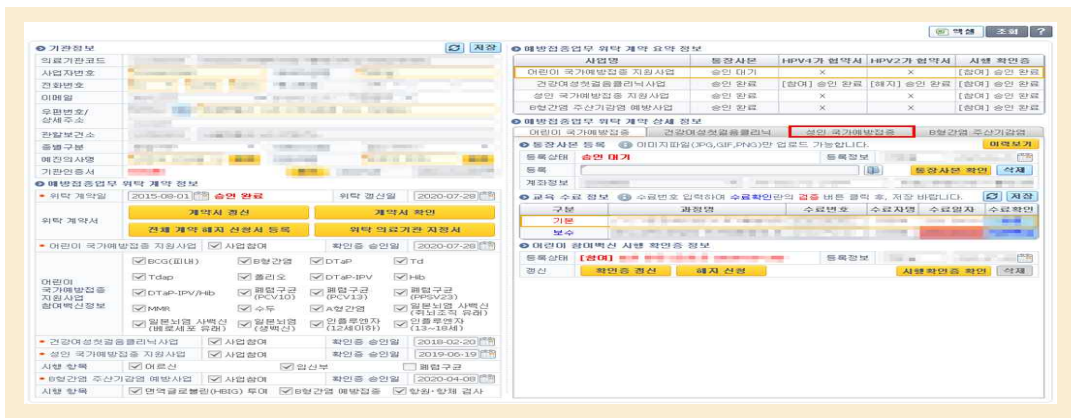 엑셀 조회 ?
기관정보 저장
의료기관코드
사업자번호
전화번호
이메일
우편번호/
상세주소
관할보건소
종별구분
예진의사명
기관인증서
예방접종업무 위탁 계약 정보
위탁 계약일 2015-09-01 승인 완료 위탁 갱신일 2020-07-28
위탁 계약서 계약서 갱신 계약서 확인
전체 계약 해지 신청서 등록 위탁 의료기관 지정서
어린이 국가예방접종 지원사업 사업참여 확인증 승인일 2020-07-28
어린이
국가예방접종
지원사업
참여백신정보
BCG(피내) B형간염 DTaP Td
Tdap 폴리오 DTaP-IPV Hib
DTaP-IPV/Hib 폐렴구균 (PCV10) 폐렴구균 (PCV13) 폐렴구균 (PPSV23)
MMR 수두 A형간염 일본뇌염 사백신 (쥐뇌조직 유래)
일본뇌염 사백신 (베로세포 유래) 일본뇌염 (생백신) 인플루엔자 (12세이하) 인플루엔자 (13~18세)
건강여성첫걸음클리닉사업 사업참여 확인증 승인일 2018-02-20
성인 국가예방접종 지원사업 사업참여 확인증 승인일 2019-06-19
시행 항목 어르신 임신부 폐렴구균
B형간염 주산기감염 예방사업 사업참여 확인증 승인일 2020-04-08
시행 항목 면역글로불린(HBIG) 투여 B형간염 예방접종 항원·항체 검사
예방접종업무 위탁 계약 요약 정보
사업명 통장사본 HPV4가 협약서 HPV2가 협약서 시행 확인증
어린이 국가예방접종 지원사업 승인 대기 × × [참여] 승인 완료
건강여성첫걸음클리닉사업 승인 완료 [참여] 승인 완료 [해지] 승인 완료 [참여] 승인 완료
성인 국가예방접종 지원사업 승인 완료 × × [참여] 승인 완료
B형간염 주산기감염 예방사업 승인 완료 × × [참여] 승인 완료
예방접종업무 위탁 계약 상세 정보
어린이 국가예방접종 건강여성첫걸음클리닉 성인 국가예방접종 B형간염 주산기감염
통장사본 등록 이미지파일(JPG,GIF,PNG)만 업로드 가능합니다. 이력보기
등록상태 승인 대기 등록정보
등록 통장사본 확인 삭제
계좌정보
교육 수료 정보 수료번호 입력하여 수료확인란의 검증 버튼 클릭 후, 저장 바랍니다. 저장
구분 과정명 수료번호 수료자명 수료일자 수료확인
기본
보수
어린이 참여백신 시행 확인증 정보
등록상태 [참여] 등록정보
갱신 확인증 갱신 해지 신청 시행확인증 확인 삭제